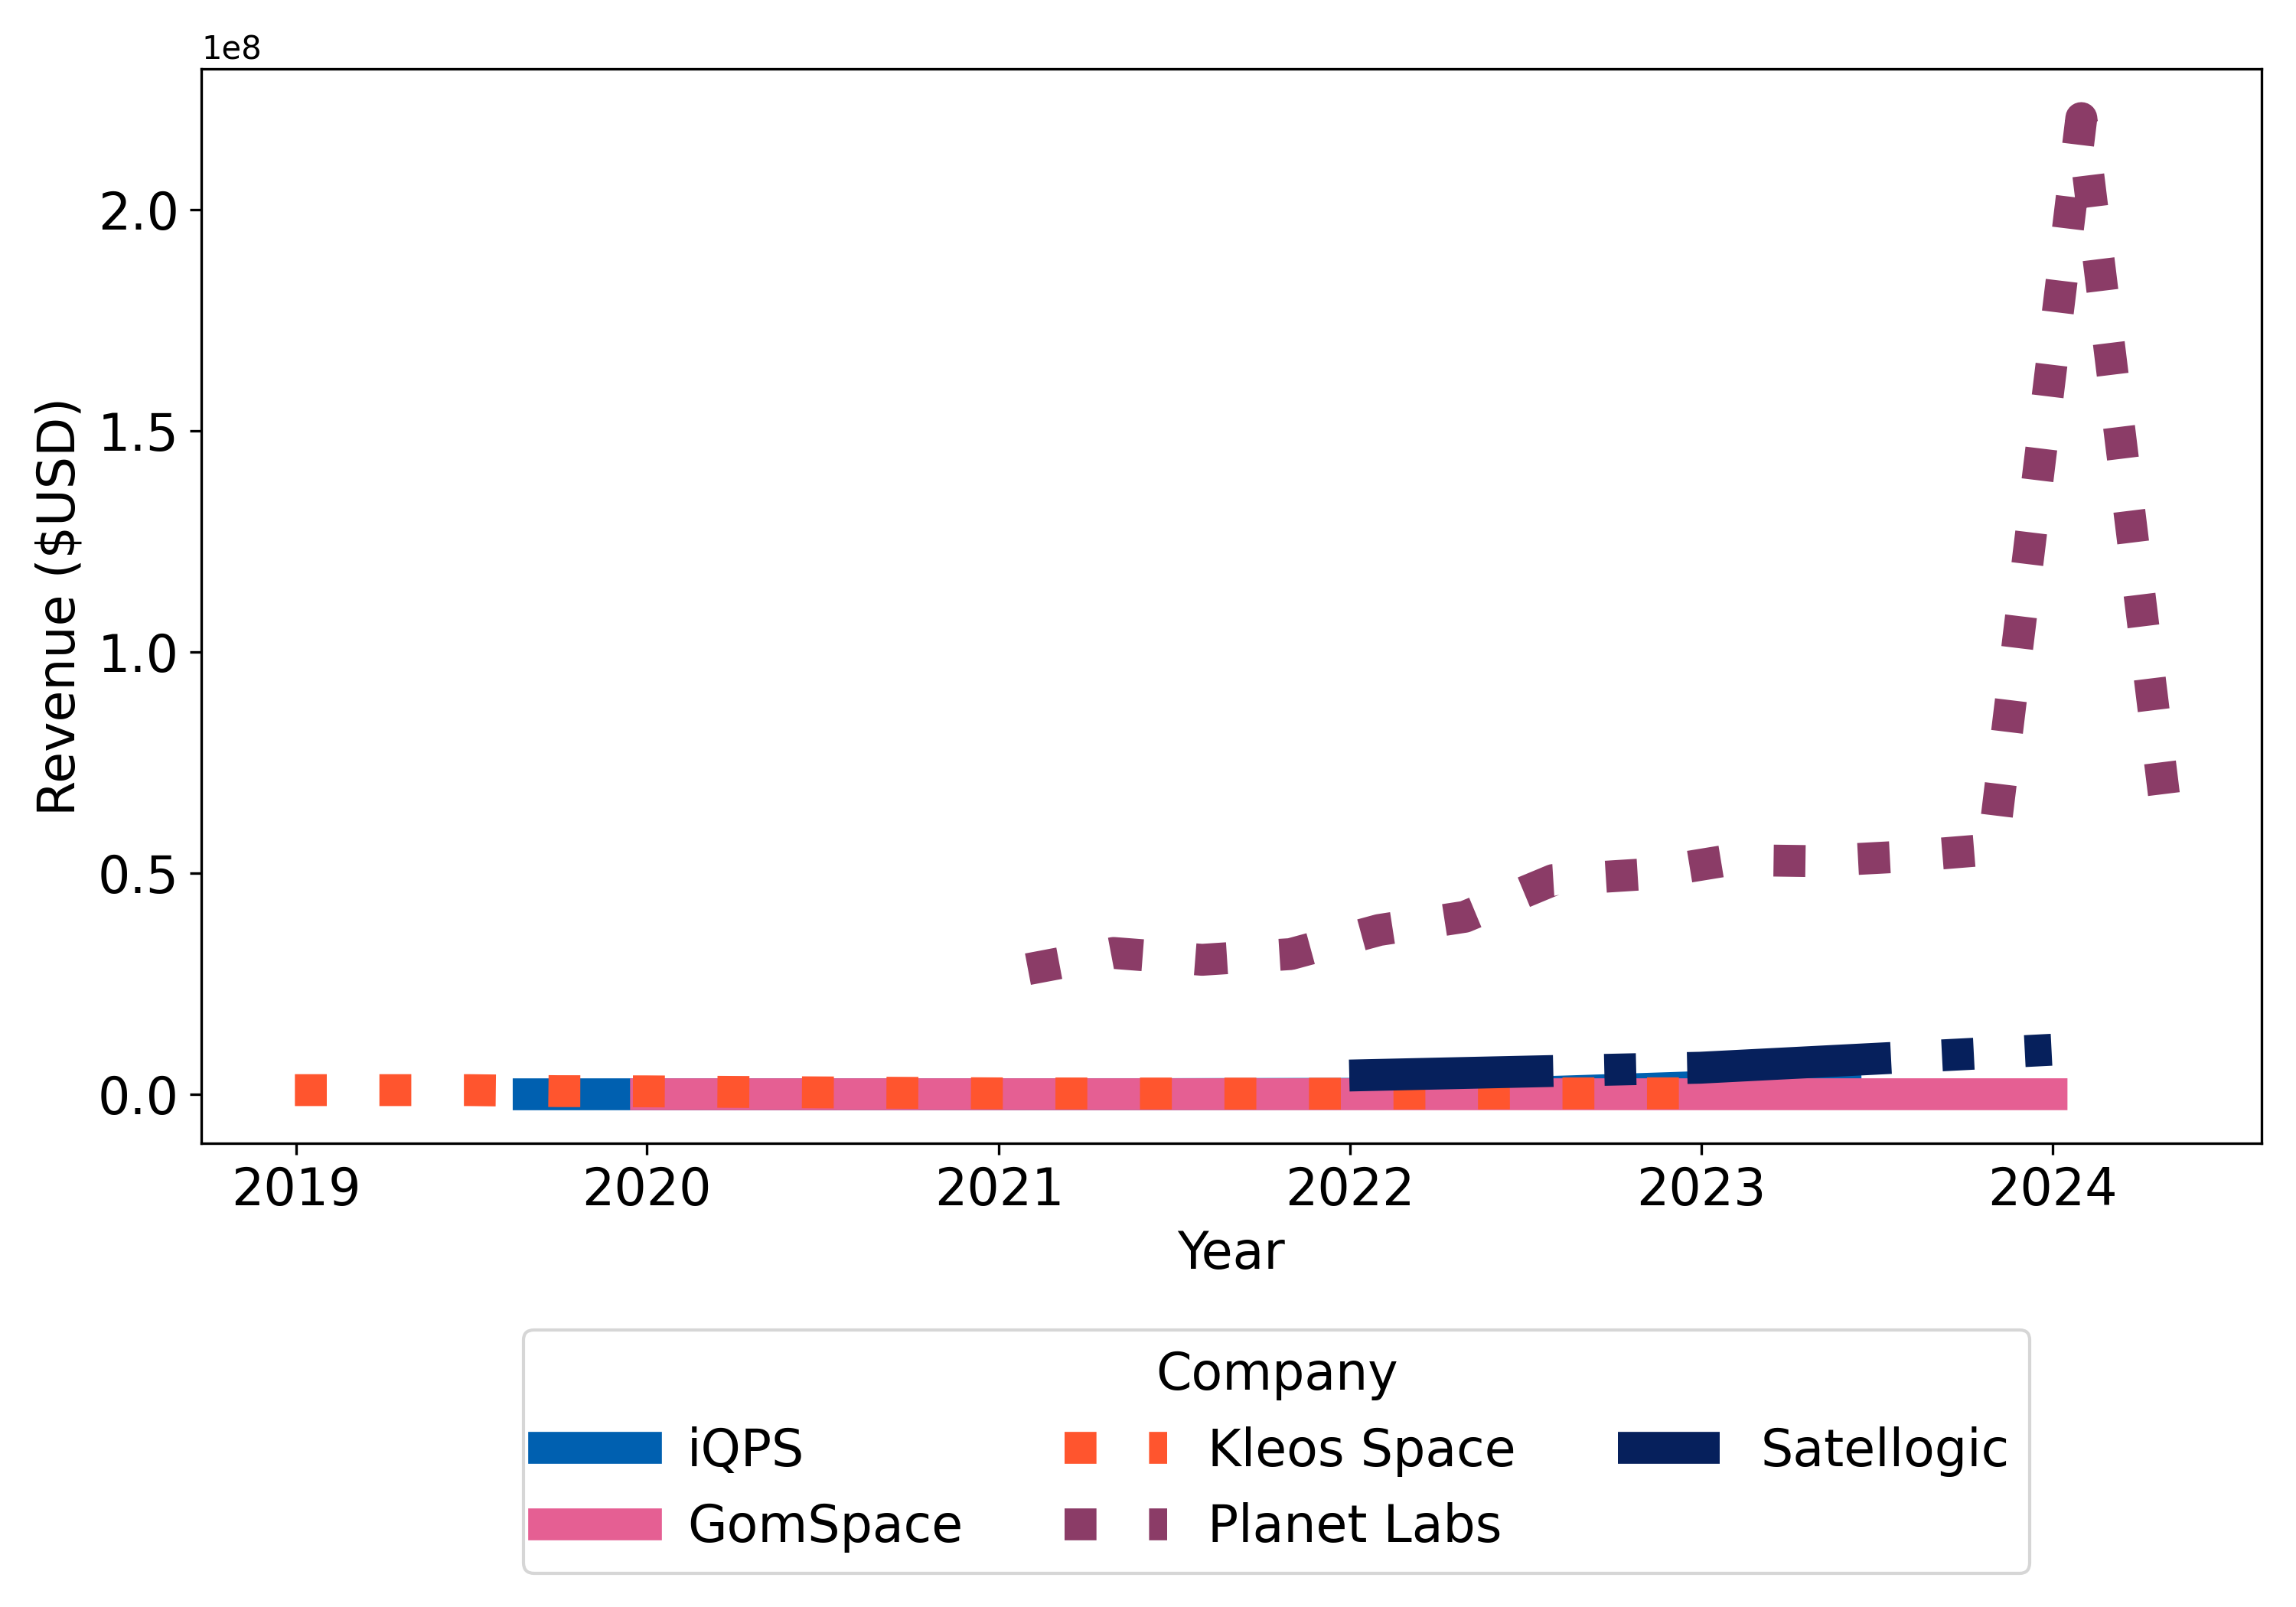 1e8
2.0
1.5
1.0
0.5
0.0
Revenue ($USD)
2019 2020 2021 2022 2023 2024
Year
Company
iQPS Kleos Space Satellogic
GomSpace Planet Labs